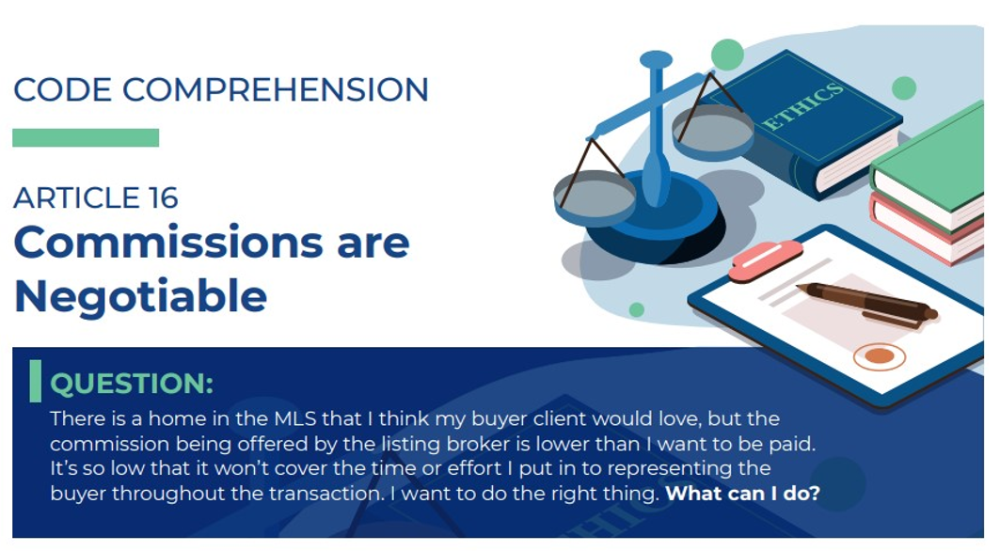 CODE COMPREHENSION
ETHICS
ARTICLE 16
Commissions are
Negotiable
QUESTION:
There is a home in the MLS that I think my buyer client would love, but the
commission being offered by the listing broker is lower than I want to be paid.
It’s so low that it won’t cover the time or effort I put in to representing the
buyer throughout the transaction. I want to do the right thing. What can I do?
ETHICS